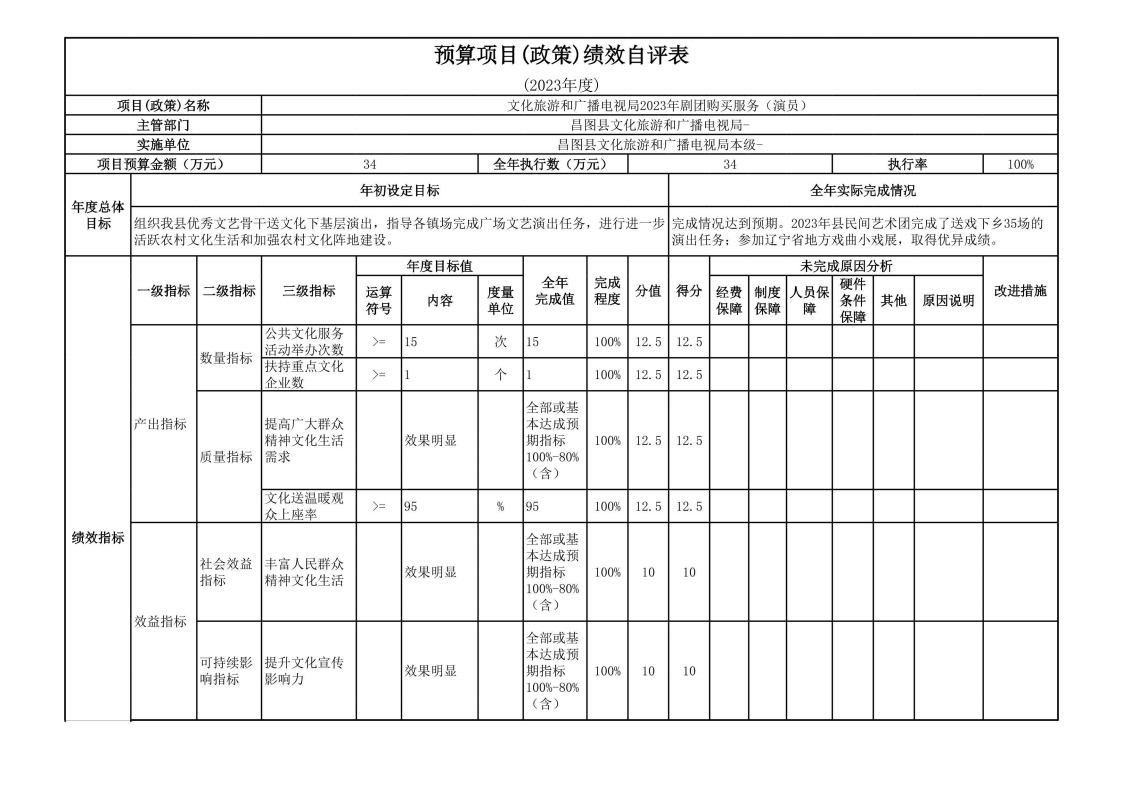 预算项目(政策)绩效自评表
(2023年度)
项目(政策)名称
文化旅游和广播电视局2023年剧团购买服务（演员）
主管部门
昌图县文化旅游和广播电视局-
实施单位
昌图县文化旅游和广播电视局本级-
项目预算金额（万元）
34
全年执行数（万元）
34
执行率
100%
年度总体
目标
年初设定目标
全年实际完成情况
组织我县优秀文艺骨干送文化下基层演出，指导各镇场完成广场文艺演出任务，进行进一步
活跃农村文化生活和加强农村文化阵地建设。
完成情况达到预期。2023年县民间艺术团完成了送戏下乡35场的
演出任务；参加辽宁省地方戏曲小戏展，取得优异成绩。
绩效指标
一级指标
二级指标
三级指标
年度目标值
运算
符号
内容
度量
单位
全年
完成值
完成
程度
分值
得分
未完成原因分析
经费
保障
制度
保障
人员保
障
硬件
条件
保障
其他
原因说明
改进措施
产出指标
数量指标
公共文化服务
活动举办次数
>=
15
次
15
100%
12.5
12.5
扶持重点文化
企业数
>=
1
个
1
100%
12.5
12.5
质量指标
提高广大群众
精神文化生活
需求
效果明显
全部或基
本达成预
期指标
100%-80%
（含）
100%
12.5
12.5
文化送温暖观
众上座率
>=
95
%
95
100%
12.5
12.5
效益指标
社会效益
指标
丰富人民群众
精神文化生活
效果明显
全部或基
本达成预
期指标
100%-80%
（含）
100%
10
10
可持续影
响指标
提升文化宣传
影响力
效果明显
全部或基
本达成预
期指标
100%-80%
（含）
100%
10
10